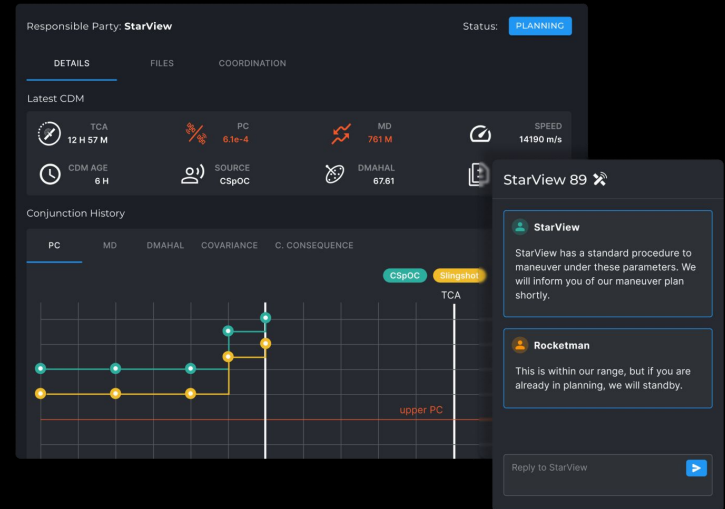 Responsible Party: StarView
Status: PLANNING
DETAILS FILES COORDINATION
Latest CDM
TCA
12 H 57 M
PC
6.1e-4
MD
761 M
SPEED
14190 m/s
CDM AGE
6 H
SOURCE
CSpOC
DMAHAL
67.61
Conjunction History
PC MD DMAHAL COVARIANCE C. CONSEQUENCE
CSpOC Slingshot
TCA
upper PC
StarView 89
StarView
StarView has a standard procedure to
maneuver under these parameters. We
will inform you of our maneuver plan
shortly.
Rocketman
This is within our range, but if you are
already in planning, we will standby.
Reply to StarView